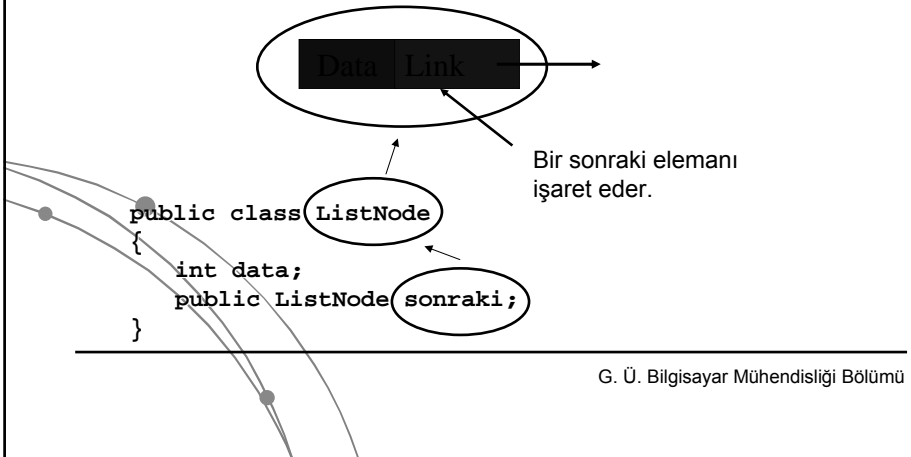 Data Link
Bir sonraki elemanı
işaret eder.
public class ListNode
{
int data;
public ListNode sonraki;
}
G. Ü. Bilgisayar Mühendisliği Bölümü